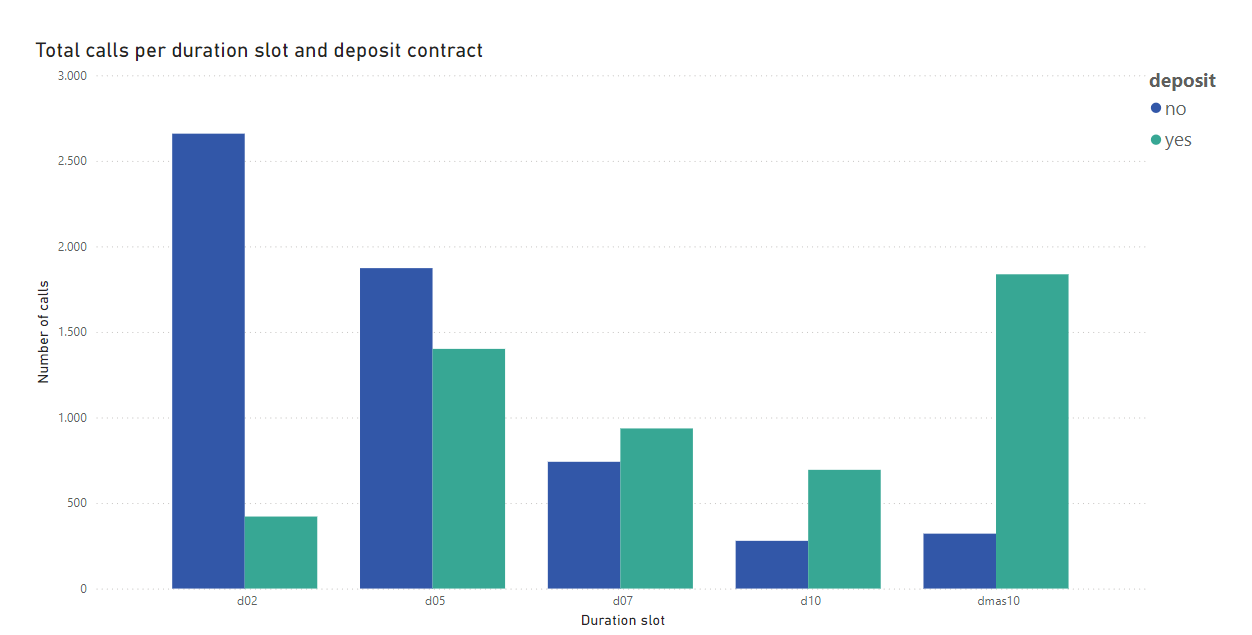 Total calls per duration slot and deposit contract
deposit
no
yes
3.000
2.500
2.000
1.500
1.000
500
0
Number of calls
d02
d05
d07
d10
dmas10
Duration slot